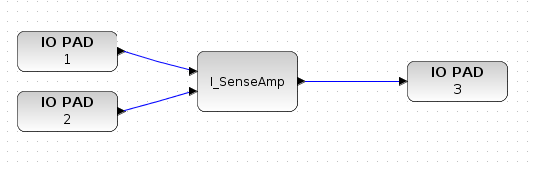 IO PAD
1
IO PAD
2
I_SenseAmp
IO PAD
3